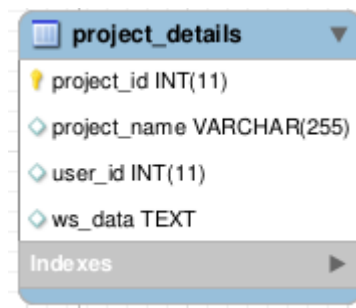 project_details
project_id INT(11)
project_name VARCHAR(255)
user_id INT(11)
ws_data TEXT
Indexes